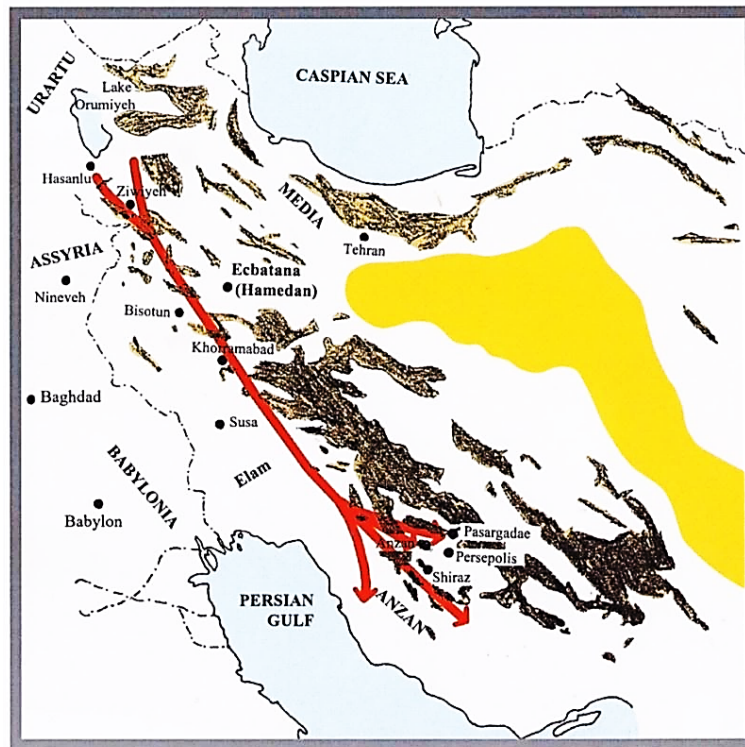 URARTU
CASPIAN SEA
Lake
Orumiyeh
Hasanlu
Ziwiyeh
MEDIA
Tehran
ASSYRIA
Nineveh
Ecbatana
(Hamedan)
Bisotun
Khorramabad
Baghdad
Susa
Elam
BABYLONIA
Babylon
Pasargadae
Anzan
Persepolis
Shiraz
PERSIAN
GULF
ANZAN